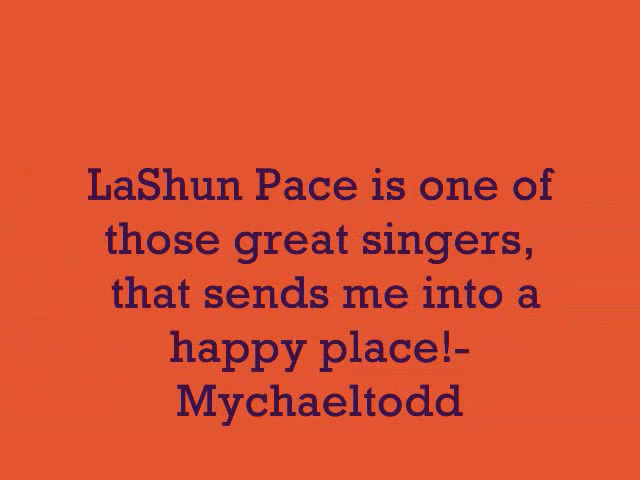 LaShun Pace is one of
those great singers,
that sends me into a
happy place!-
Mychaeltodd